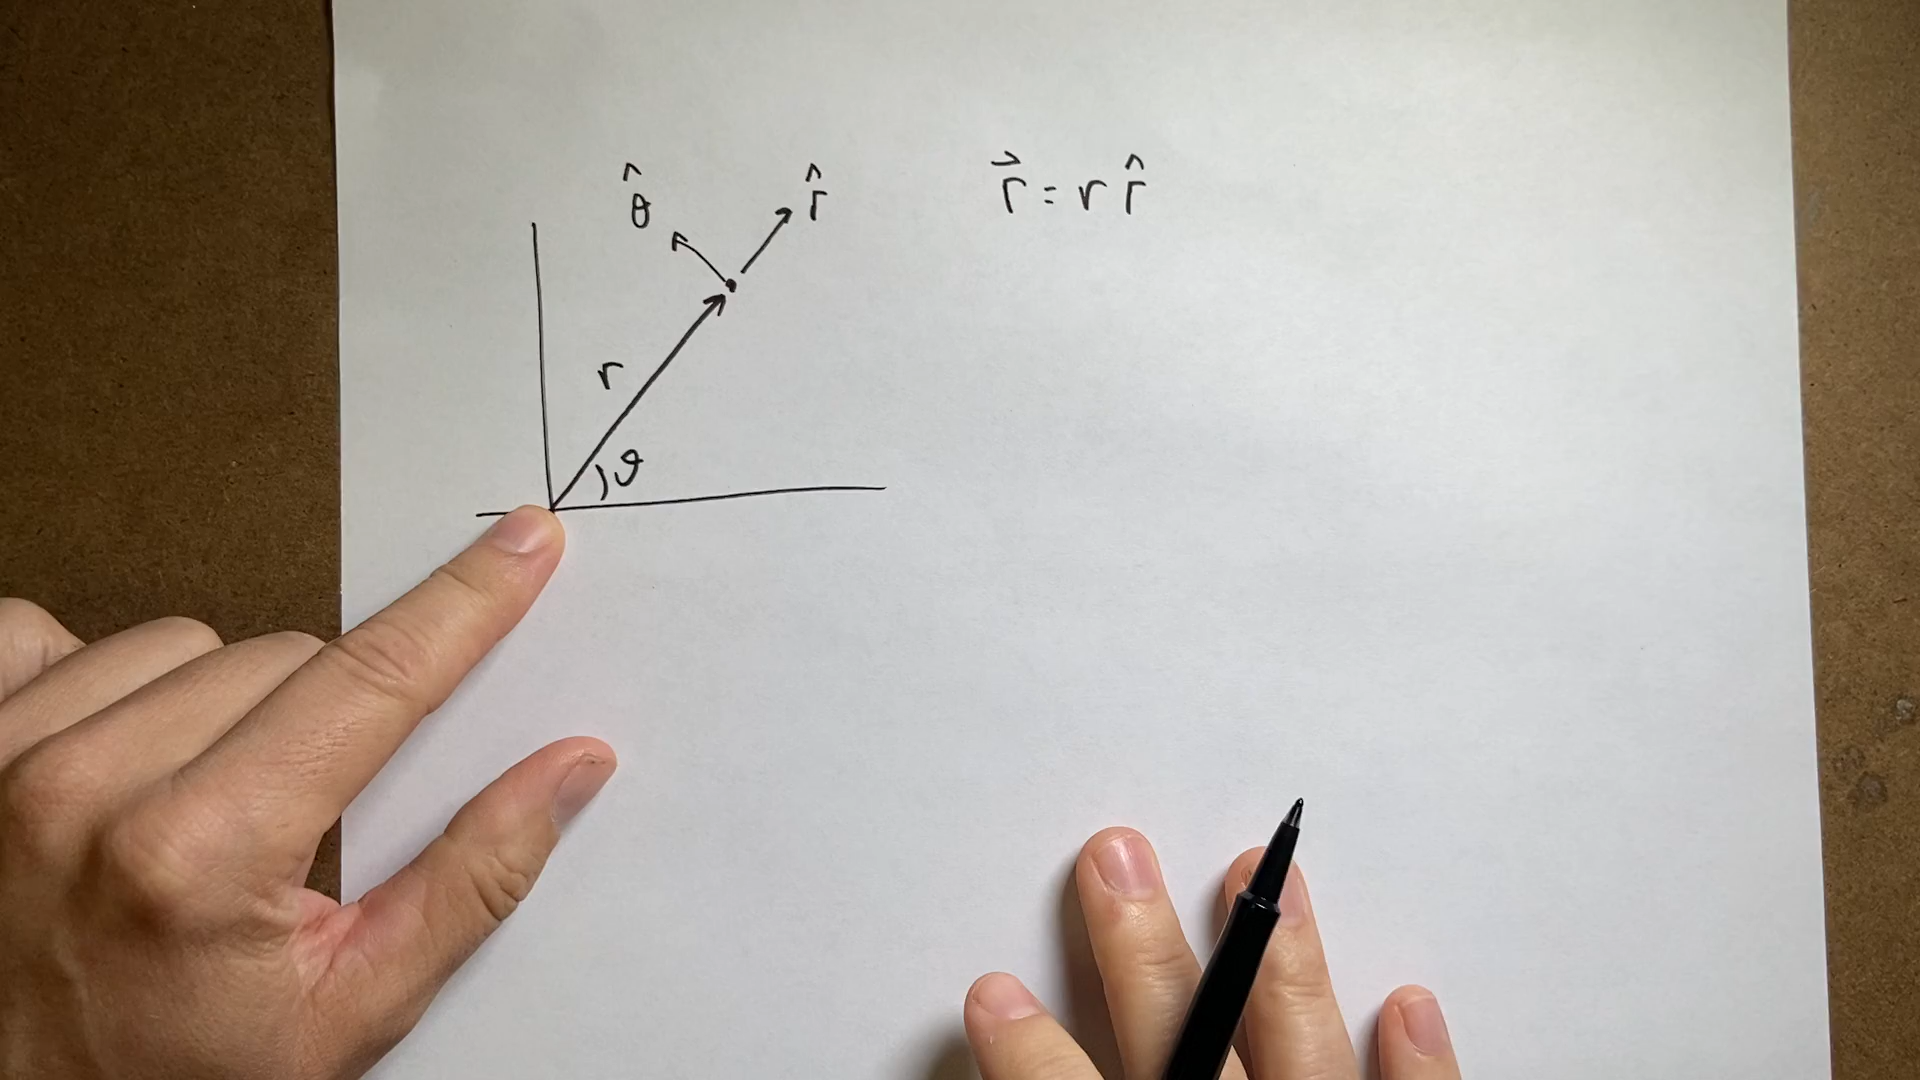 θ̂ r̂
r⃗ = r r̂
r
ϑ